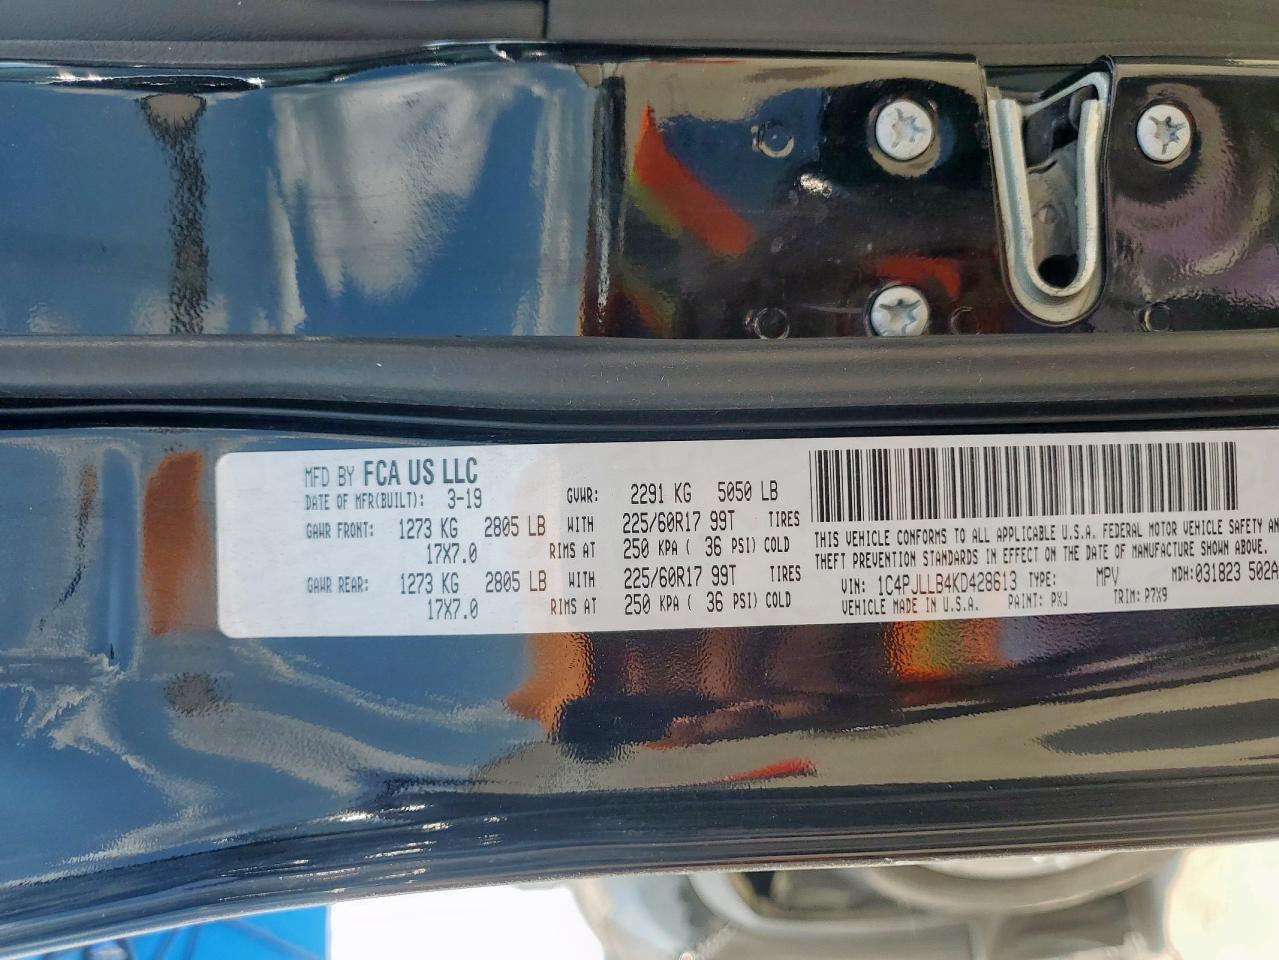 MFD BY FCA US LLC
DATE OF MFR(BUILT): 3-19 GVWR: 2291 KG 5050 LB
GAWR FRONT: 1273 KG 2805 LB WITH 225/60R17 99T TIRES
17X7.0 RIMS AT 250 KPA ( 36 PSI) COLD
GAWR REAR: 1273 KG 2805 LB WITH 225/60R17 99T TIRES
17X7.0 RIMS AT 250 KPA ( 36 PSI) COLD
THIS VEHICLE CONFORMS TO ALL APPLICABLE U.S.A. FEDERAL MOTOR VEHICLE SAFETY AN
THEFT PREVENTION STANDARDS IN EFFECT ON THE DATE OF MANUFACTURE SHOWN ABOVE.
VIN: 1C4PJLLB4KD428613 TYPE: MPV MDH: 031823 502A
VEHICLE MADE IN U.S.A. PAINT: PXJ TRIM: P7X9